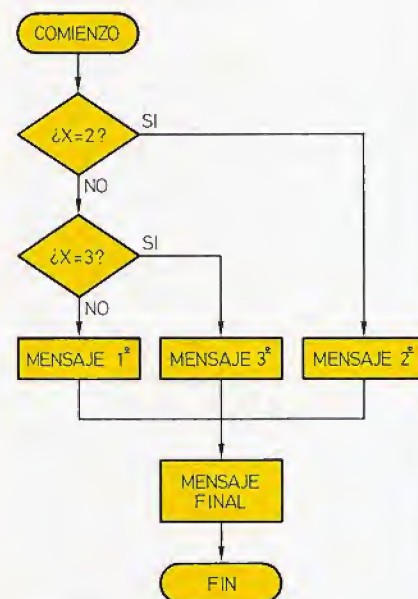 COMIENZO
¿X=2?
SI
NO
¿X=3?
SI
NO
MENSAJE 1º
MENSAJE 3º
MENSAJE 2º
MENSAJE
FINAL
FIN